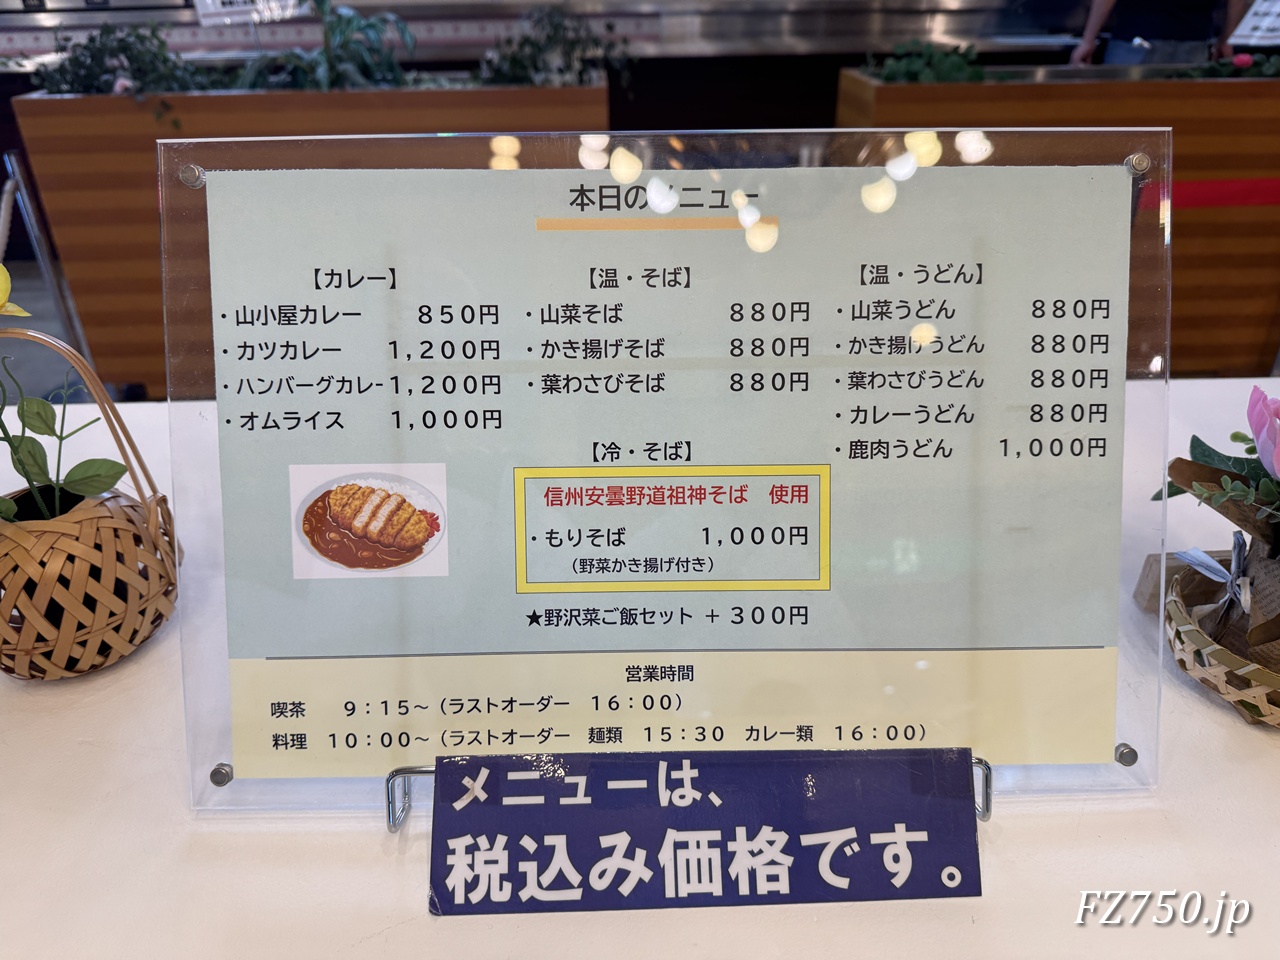 本日のメニュー
【カレー】
・山小屋カレー 850円
・カツカレー 1,200円
・ハンバーグカレー 1,200円
・オムライス 1,000円
【温・そば】
・山菜そば 880円
・かき揚げそば 880円
・葉わさびそば 880円
【冷・そば】
信州安曇野道祖神そば 使用
・もりそば 1,000円
（野菜かき揚げ付き）
★野沢菜ご飯セット ＋300円
【温・うどん】
・山菜うどん 880円
・かき揚げうどん 880円
・葉わさびうどん 880円
・カレーうどん 880円
・鹿肉うどん 1,000円
営業時間
喫茶 9：15～（ラストオーダー 16：00）
料理 10：00～（ラストオーダー 麺類 15：30 カレー類 16：00）
メニューは、
税込み価格です。
FZ750.jp